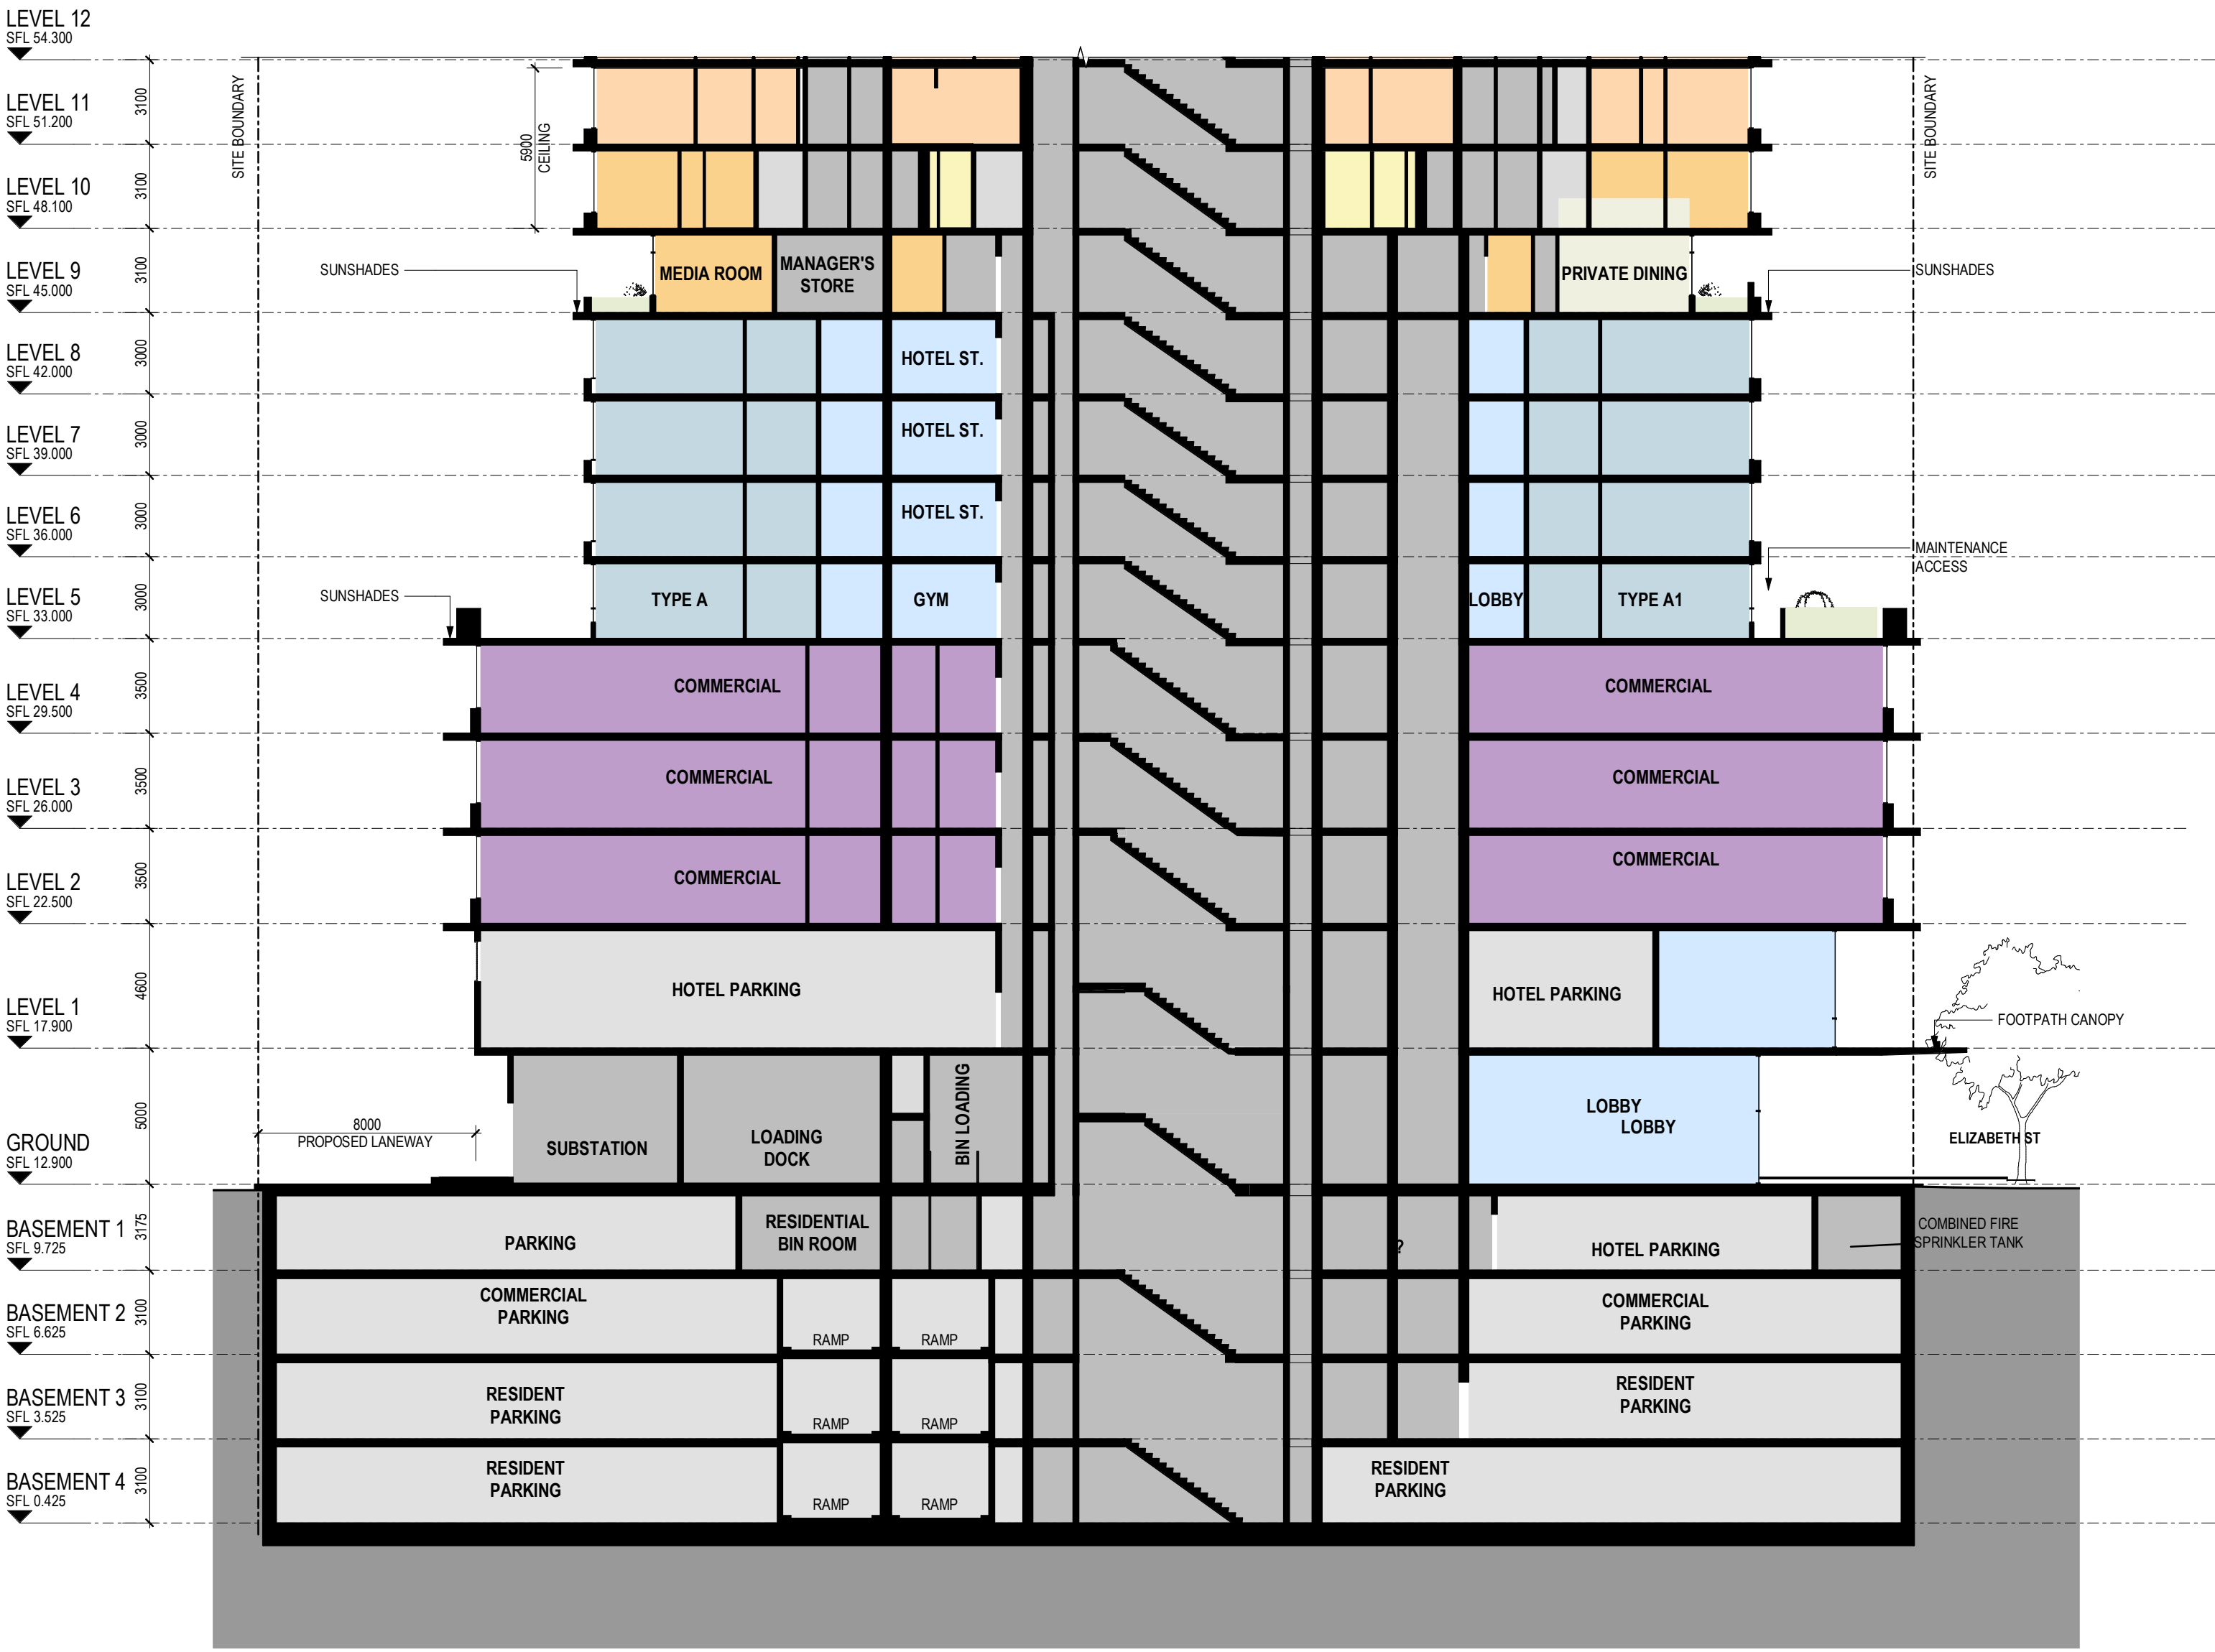 LEVEL 12
SFL 54.300
3100
LEVEL 11
SFL 51.200
SITE BOUNDARY
5900
CEILING
SITE BOUNDARY
3100
LEVEL 10
SFL 48.100
3100
LEVEL 9
SFL 45.000
SUNSHADES
MEDIA ROOM
MANAGER'S
STORE
PRIVATE DINING
SUNSHADES
3000
LEVEL 8
SFL 42.000
HOTEL ST.
3000
LEVEL 7
SFL 39.000
HOTEL ST.
3000
LEVEL 6
SFL 36.000
HOTEL ST.
MAINTENANCE
ACCESS
3000
LEVEL 5
SFL 33.000
SUNSHADES
TYPE A
GYM
LOBBY
TYPE A1
3500
LEVEL 4
SFL 29.500
COMMERCIAL
COMMERCIAL
3500
LEVEL 3
SFL 26.000
COMMERCIAL
COMMERCIAL
3500
LEVEL 2
SFL 22.500
COMMERCIAL
COMMERCIAL
4600
LEVEL 1
SFL 17.900
HOTEL PARKING
HOTEL PARKING
FOOTPATH CANOPY
5000
GROUND
SFL 12.900
8000
PROPOSED LANEWAY
SUBSTATION
LOADING
DOCK
BIN LOADING
LOBBY
LOBBY
ELIZABETH ST
3175
BASEMENT 1
SFL 9.725
PARKING
RESIDENTIAL
BIN ROOM
?
HOTEL PARKING
COMBINED FIRE
SPRINKLER TANK
3100
BASEMENT 2
SFL 6.625
COMMERCIAL
PARKING
RAMP
RAMP
COMMERCIAL
PARKING
3100
BASEMENT 3
SFL 3.525
RESIDENT
PARKING
RAMP
RAMP
RESIDENT
PARKING
3100
BASEMENT 4
SFL 0.425
RESIDENT
PARKING
RAMP
RAMP
RESIDENT
PARKING